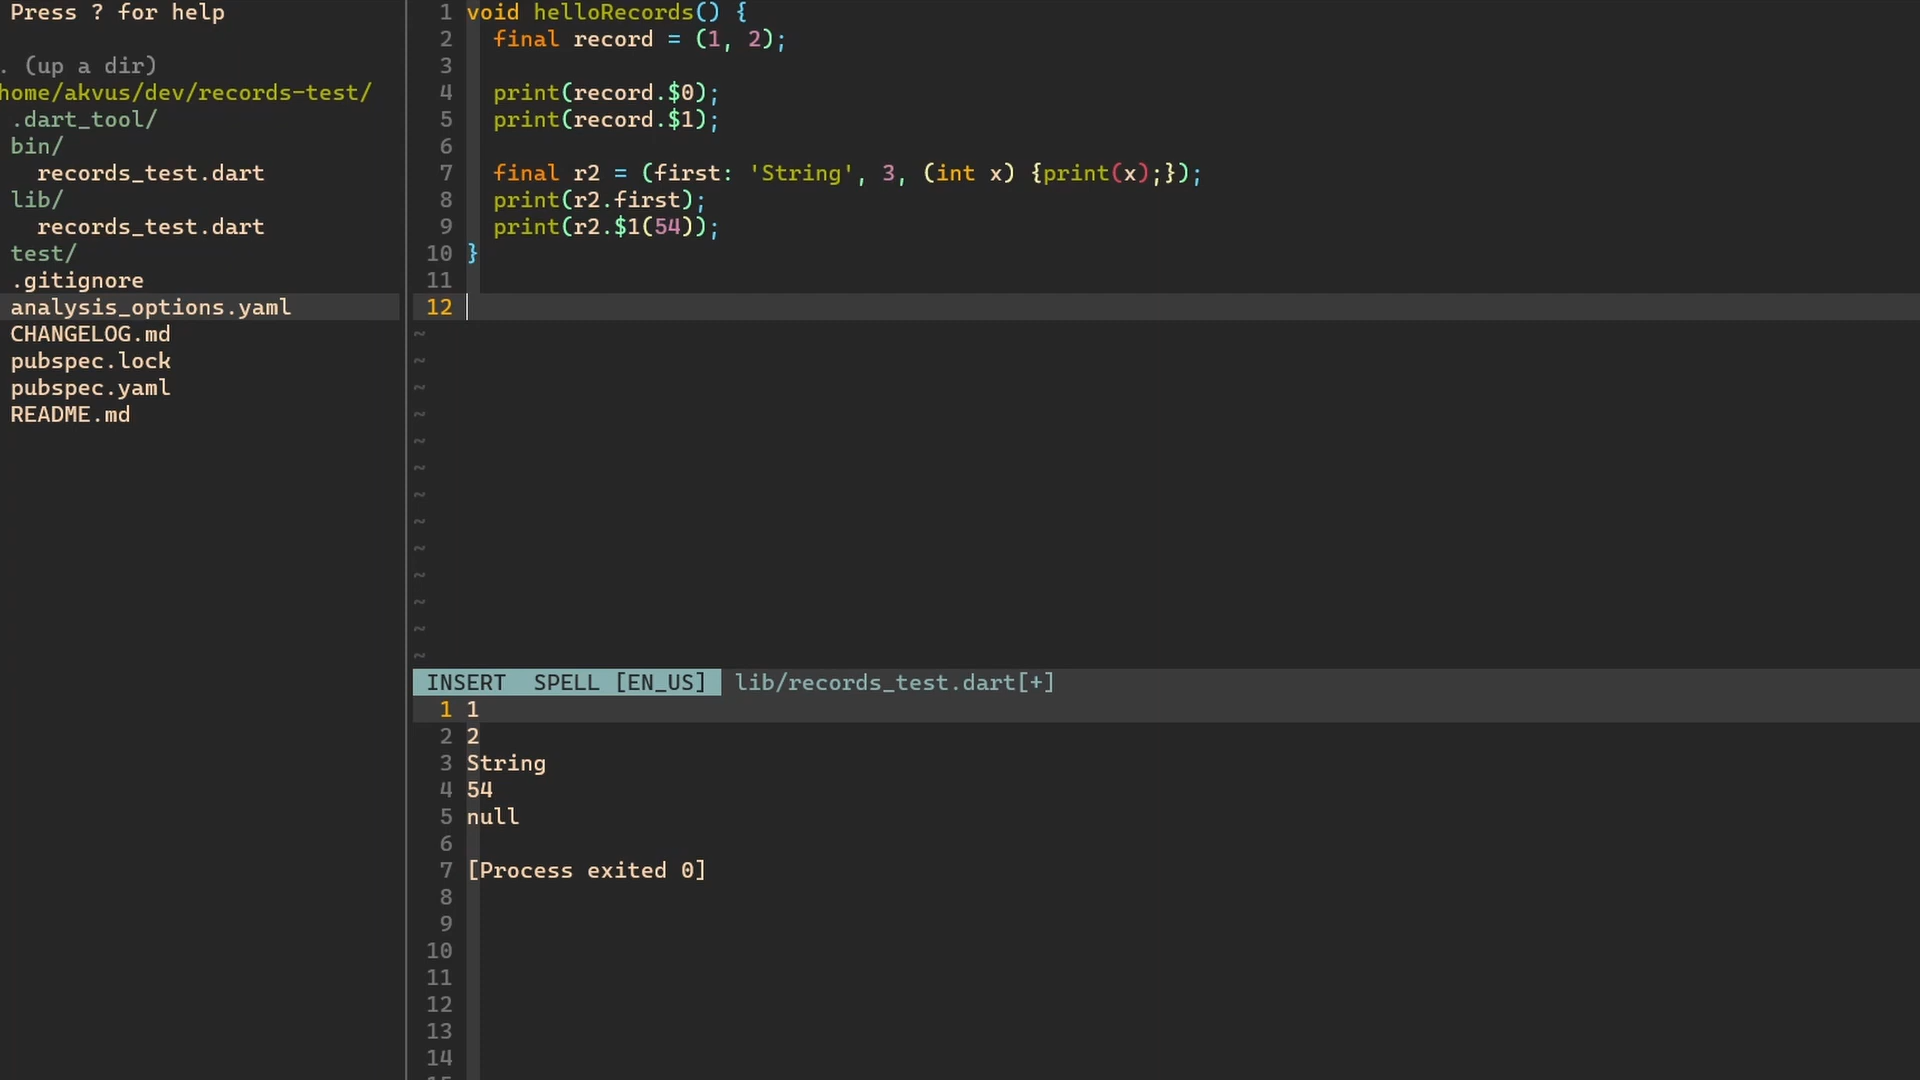 Press ? for help
. (up a dir)
home/akvus/dev/records-test/
.dart_tool/
bin/
records_test.dart
lib/
records_test.dart
test/
.gitignore
analysis_options.yaml
CHANGELOG.md
pubspec.lock
pubspec.yaml
README.md
1 void helloRecords() {
2   final record = (1, 2);
3
4   print(record.$0);
5   print(record.$1);
6
7   final r2 = (first: 'String', 3, (int x) {print(x);});
8   print(r2.first);
9   print(r2.$1(54));
10 }
11
12
~
~
~
~
~
~
~
~
~
~
~
~
~
INSERT  SPELL [EN_US]  lib/records_test.dart[+]
1 1
2 2
3 String
4 54
5 null
6
7 [Process exited 0]
8
9
10
11
12
13
14